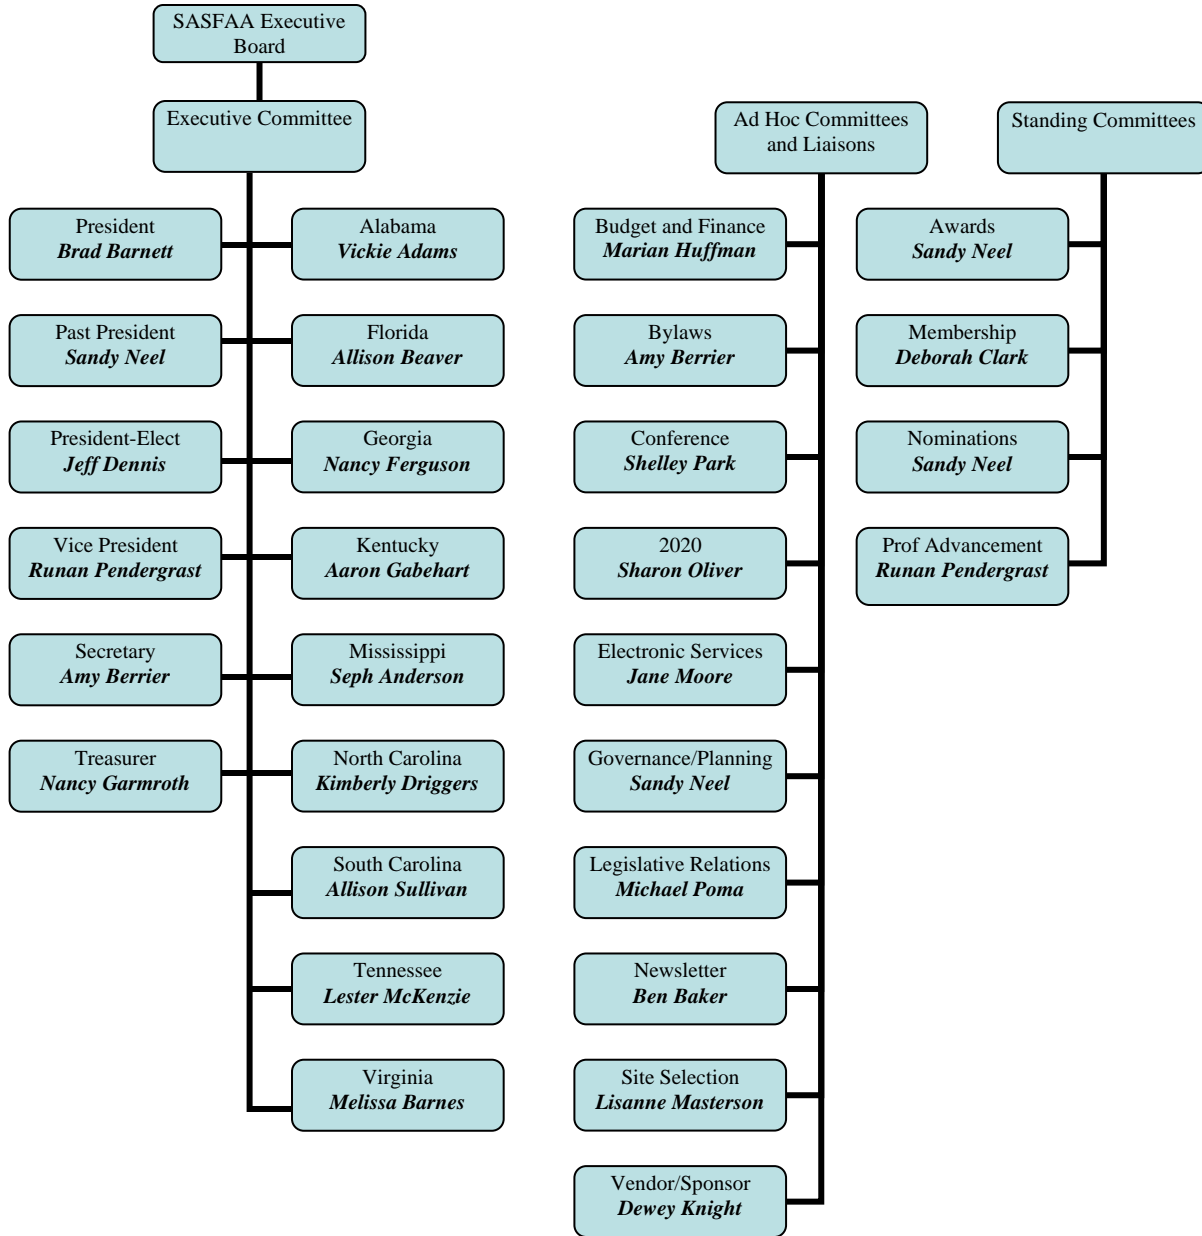 SASFAA Executive
Board
Executive Committee
Ad Hoc Committees
and Liaisons
Standing Committees
President
Brad Barnett
Alabama
Vickie Adams
Budget and Finance
Marian Huffman
Awards
Sandy Neel
Past President
Sandy Neel
Florida
Allison Beaver
Bylaws
Amy Berrier
Membership
Deborah Clark
President-Elect
Jeff Dennis
Georgia
Nancy Ferguson
Conference
Shelley Park
Nominations
Sandy Neel
Vice President
Runan Pendergrast
Kentucky
Aaron Gabehart
2020
Sharon Oliver
Prof Advancement
Runan Pendergrast
Secretary
Amy Berrier
Mississippi
Seph Anderson
Electronic Services
Jane Moore
Treasurer
Nancy Garmroth
North Carolina
Kimberly Driggers
Governance/Planning
Sandy Neel
South Carolina
Allison Sullivan
Legislative Relations
Michael Poma
Tennessee
Lester McKenzie
Newsletter
Ben Baker
Virginia
Melissa Barnes
Site Selection
Lisanne Masterson
Vendor/Sponsor
Dewey Knight